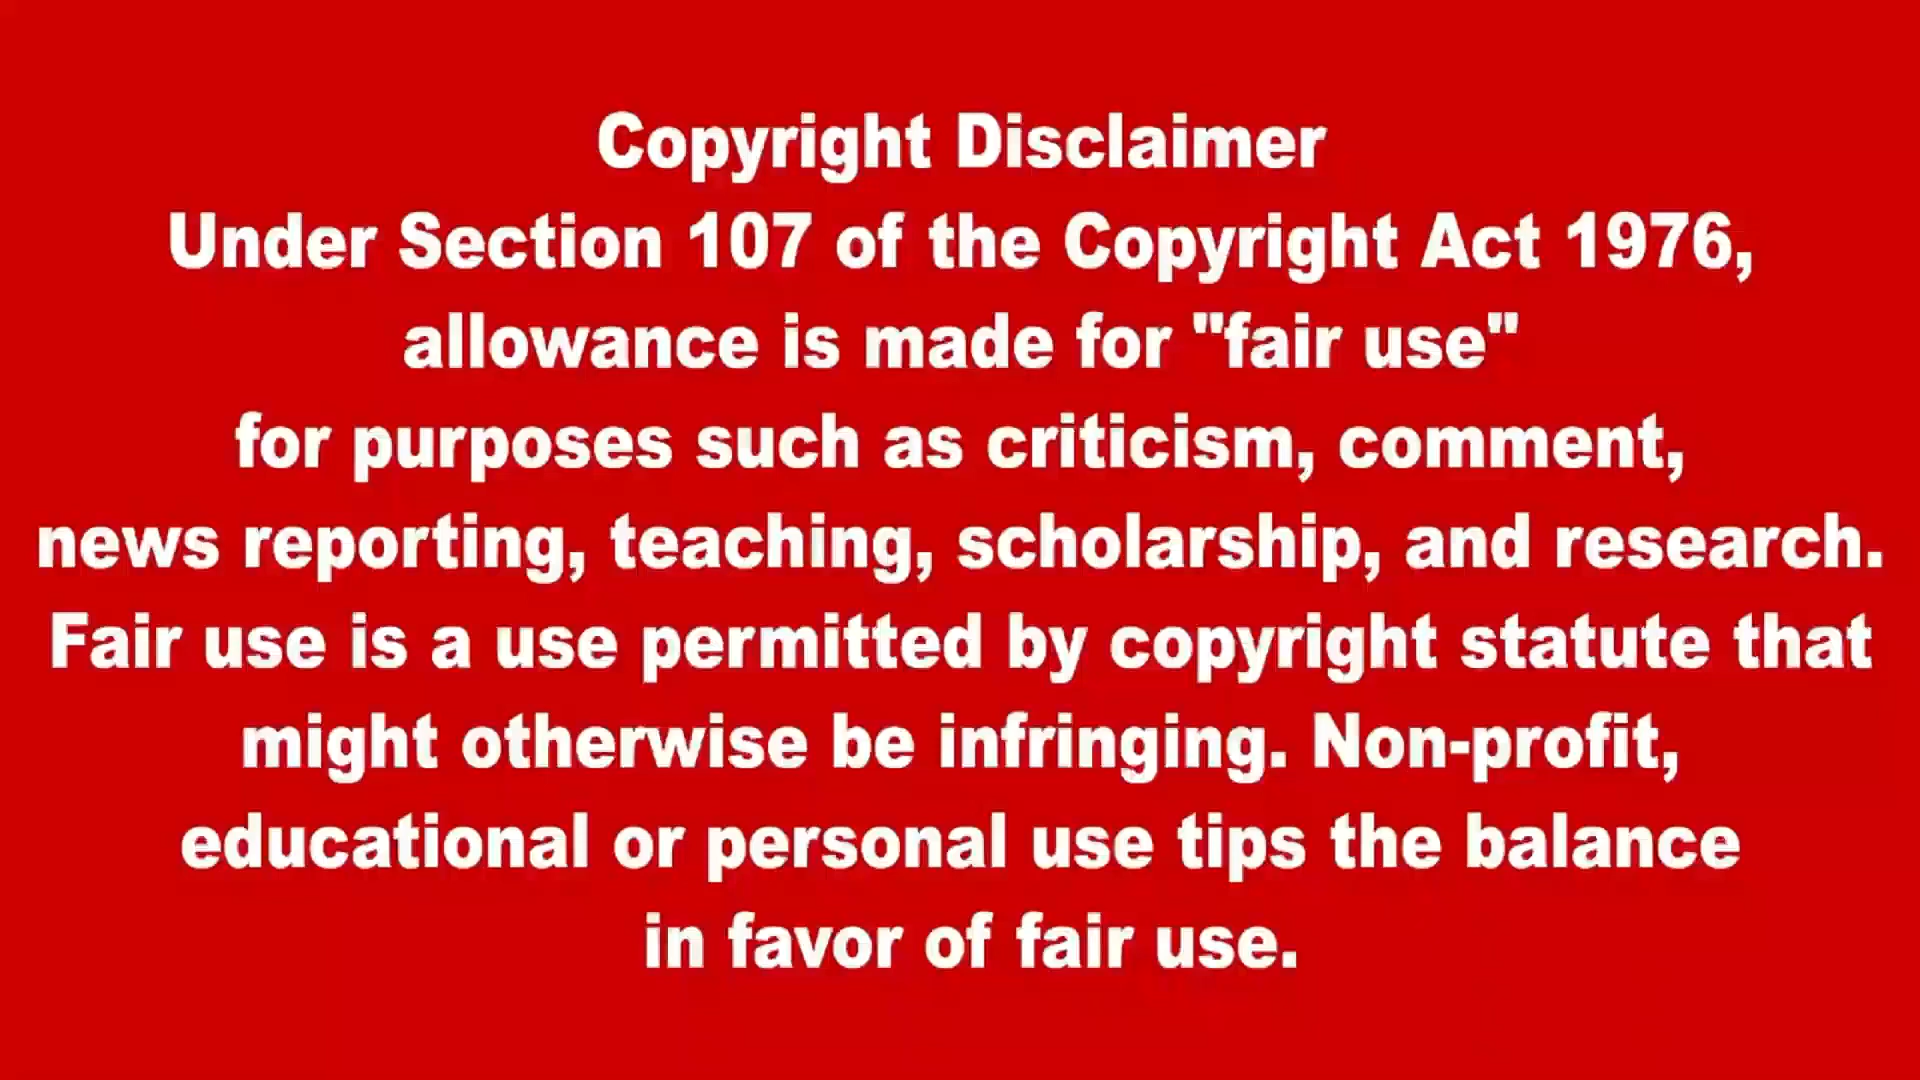 Copyright Disclaimer
Under Section 107 of the Copyright Act 1976,
allowance is made for "fair use"
for purposes such as criticism, comment,
news reporting, teaching, scholarship, and research.
Fair use is a use permitted by copyright statute that
might otherwise be infringing. Non-profit,
educational or personal use tips the balance
in favor of fair use.